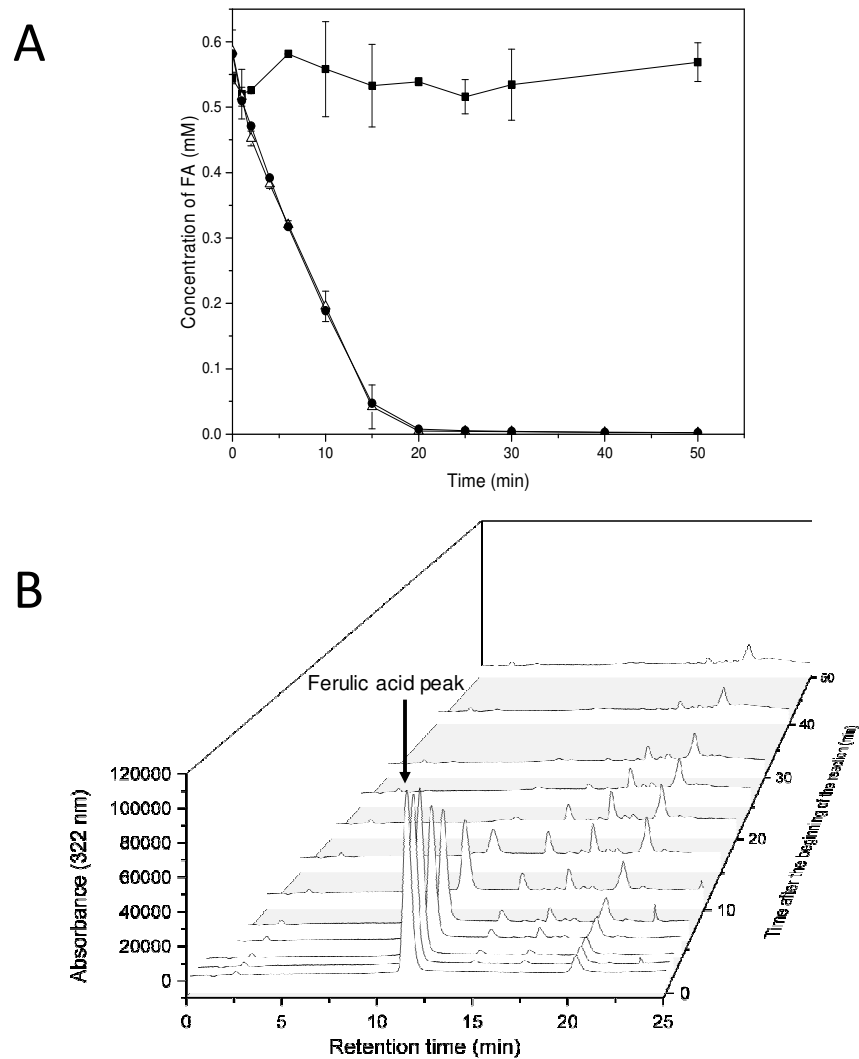 A
0.6
0.5
0.4
0.3
0.2
0.1
0.0
Concentration of FA (mM)
0 10 20 30 40 50
Time (min)
B
Ferulic acid peak
120000
100000
80000
60000
40000
20000
0
Absorbance (322 nm)
0 5 10 15 20 25
Retention time (min)
0
10
20
30
40
50
Time after the beginning of the reaction (min)